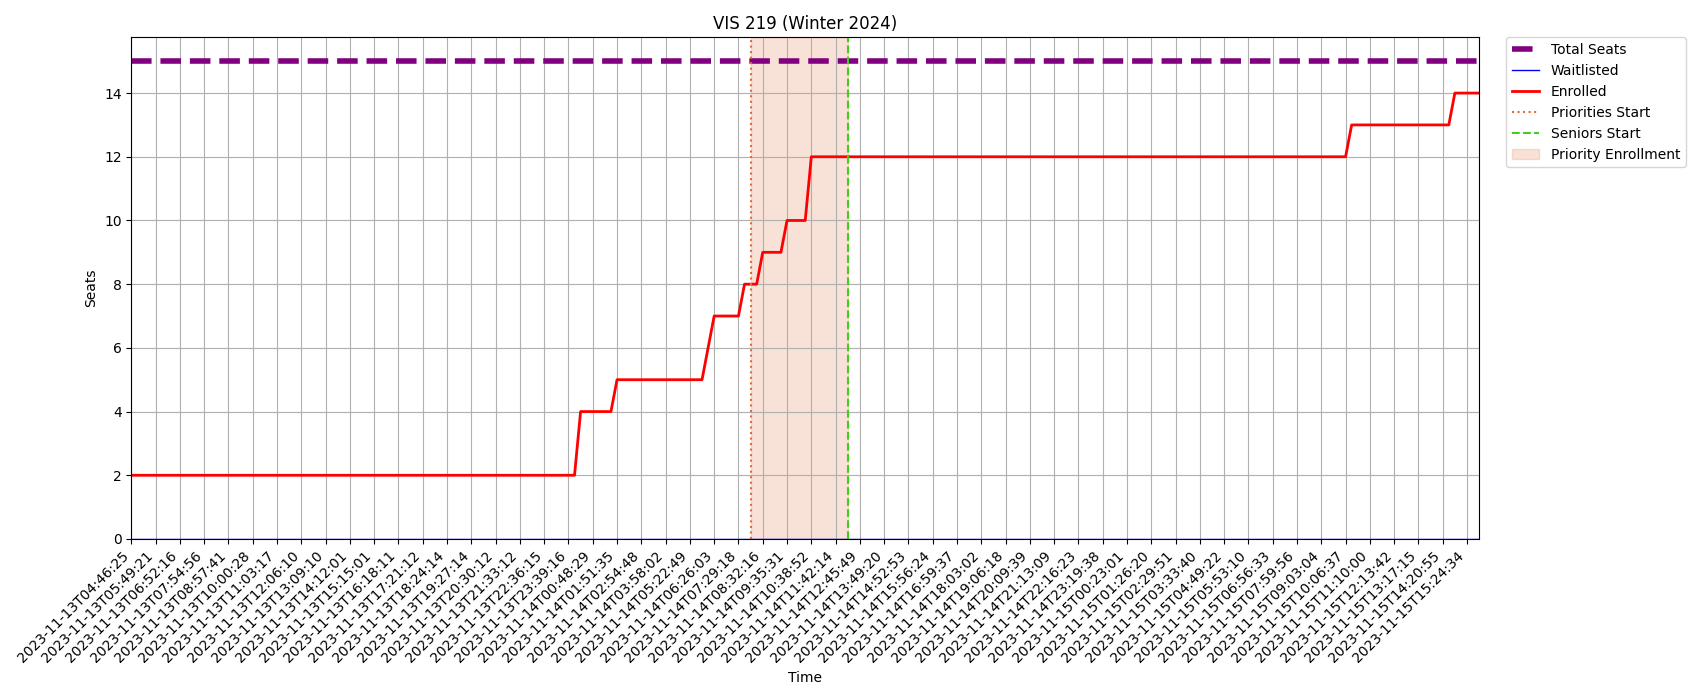 VIS 219 (Winter 2024)
Total Seats
Waitlisted
Enrolled
Priorities Start
Seniors Start
Priority Enrollment
Seats
14
12
10
8
6
4
2
0
2023-11-13T04:46:25
2023-11-13T05:49:21
2023-11-13T06:52:16
2023-11-13T07:54:56
2023-11-13T08:57:41
2023-11-13T10:00:28
2023-11-13T11:03:17
2023-11-13T12:06:10
2023-11-13T13:09:10
2023-11-13T14:12:01
2023-11-13T15:15:01
2023-11-13T16:18:11
2023-11-13T17:21:12
2023-11-13T18:24:14
2023-11-13T19:27:14
2023-11-13T20:30:12
2023-11-13T21:33:12
2023-11-13T22:36:15
2023-11-13T23:39:16
2023-11-14T00:48:29
2023-11-14T01:51:35
2023-11-14T02:54:48
2023-11-14T03:58:02
2023-11-14T05:22:49
2023-11-14T06:26:03
2023-11-14T07:29:18
2023-11-14T08:32:16
2023-11-14T09:35:31
2023-11-14T10:38:52
2023-11-14T11:42:14
2023-11-14T12:45:49
2023-11-14T13:49:20
2023-11-14T14:52:53
2023-11-14T15:56:24
2023-11-14T16:59:37
2023-11-14T18:03:02
2023-11-14T19:06:18
2023-11-14T20:09:39
2023-11-14T21:13:09
2023-11-14T22:16:23
2023-11-14T23:19:38
2023-11-15T00:23:01
2023-11-15T01:26:20
2023-11-15T02:29:51
2023-11-15T03:33:40
2023-11-15T04:49:22
2023-11-15T05:53:10
2023-11-15T06:56:33
2023-11-15T07:59:56
2023-11-15T09:03:04
2023-11-15T10:06:37
2023-11-15T11:10:00
2023-11-15T12:13:42
2023-11-15T13:17:15
2023-11-15T14:20:55
2023-11-15T15:24:34
Time